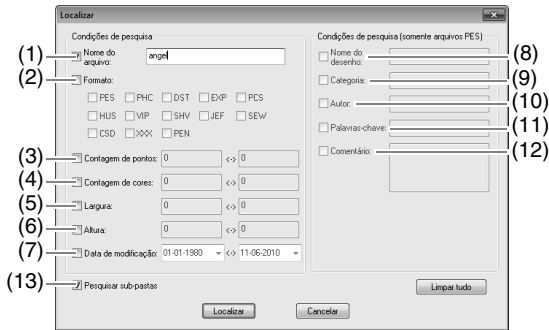 Localizar
Condições de pesquisa
(1) Nome do arquivo: angel
(2) Formato:
PES PHC DST EXP PCS
HUS VIP SHV JEF SEW
CSD XXX PEN
(3) Contagem de pontos: 0 <-> 0
(4) Contagem de cores: 0 <-> 0
(5) Largura: 0 <-> 0
(6) Altura: 0 <-> 0
(7) Data de modificação: 01-01-1980 <-> 11-06-2010
(13) Pesquisar sub-pastas
Condições de pesquisa (somente arquivos PES)
Nome do desenho: (8)
Categoria: (9)
Autor: (10)
Palavras-chave: (11)
Comentário: (12)
Limpar tudo
Localizar Cancelar